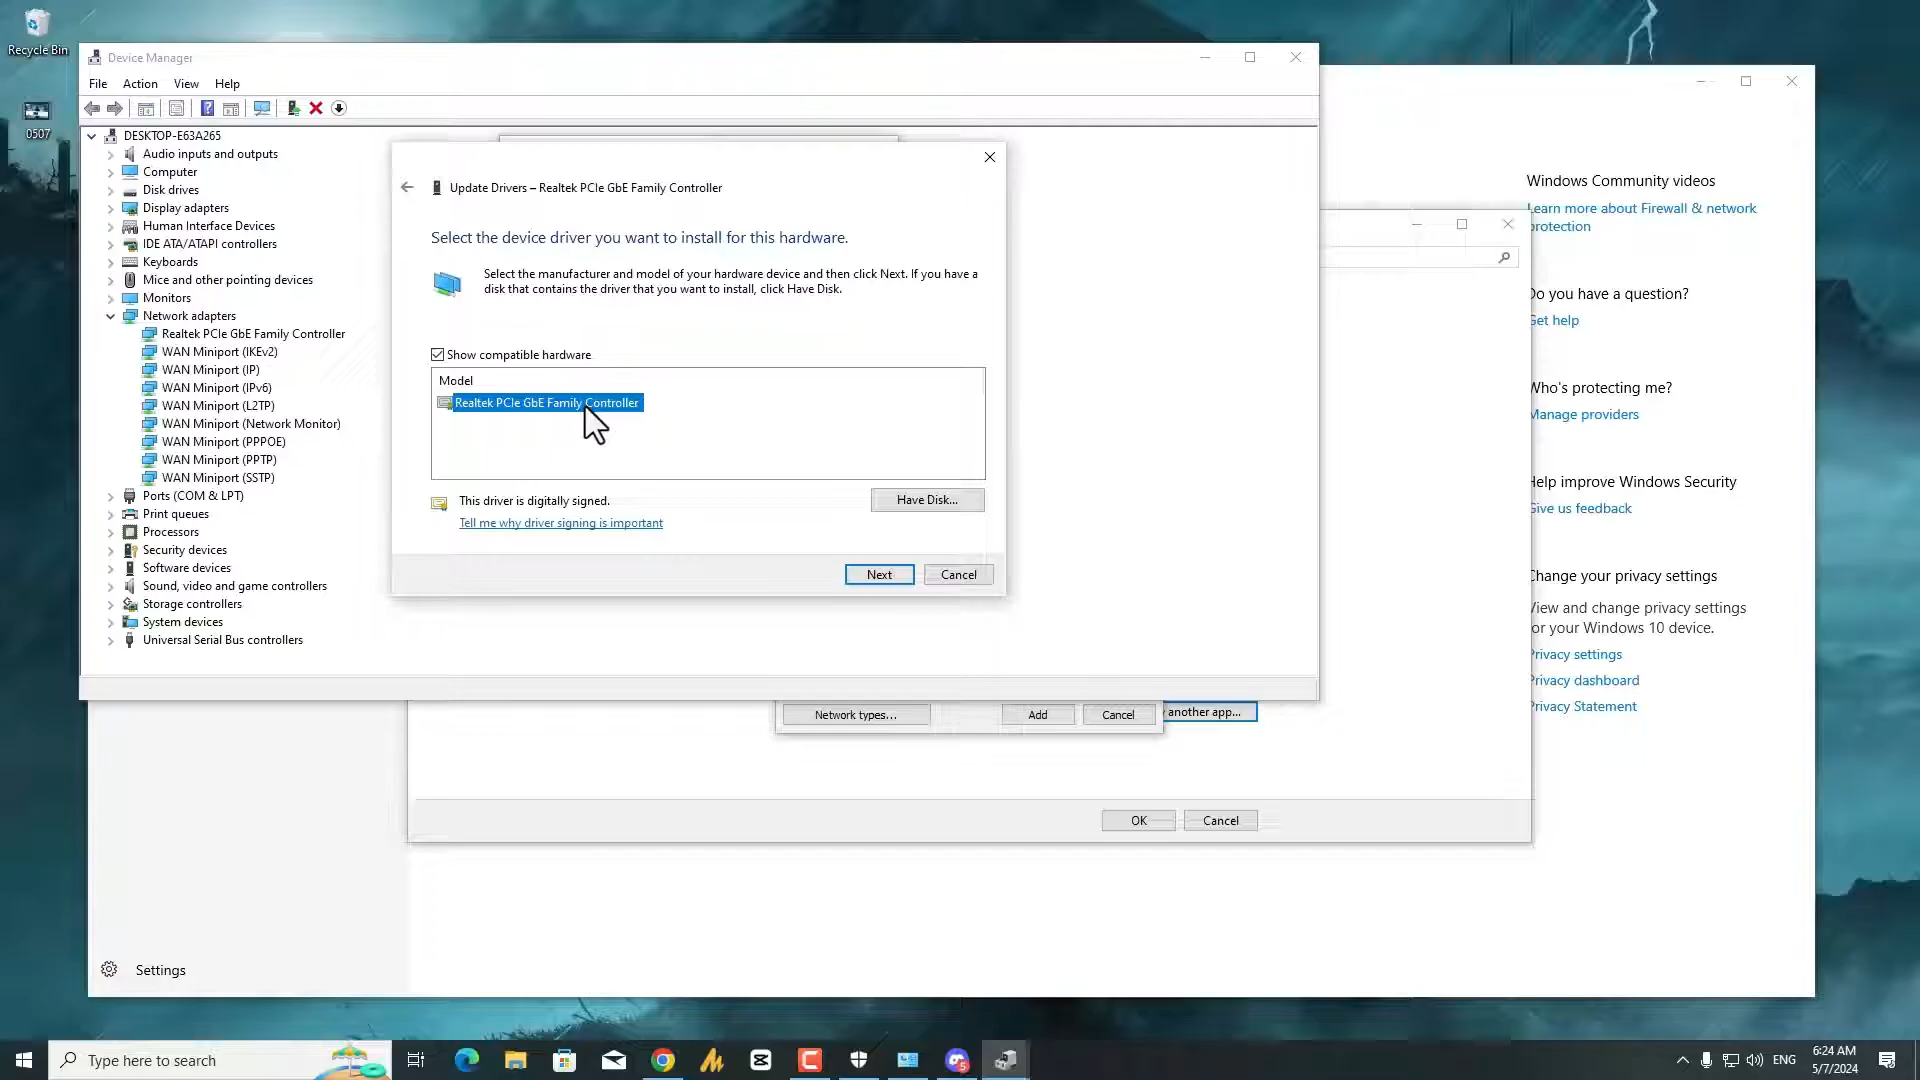 Recycle Bin
0507
Device Manager
File Action View Help
DESKTOP-E63A265
Audio inputs and outputs
Computer
Disk drives
Display adapters
Human Interface Devices
IDE ATA/ATAPI controllers
Keyboards
Mice and other pointing devices
Monitors
Network adapters
Realtek PCIe GbE Family Controller
WAN Miniport (IKEv2)
WAN Miniport (IP)
WAN Miniport (IPv6)
WAN Miniport (L2TP)
WAN Miniport (Network Monitor)
WAN Miniport (PPPOE)
WAN Miniport (PPTP)
WAN Miniport (SSTP)
Ports (COM & LPT)
Print queues
Processors
Security devices
Software devices
Sound, video and game controllers
Storage controllers
System devices
Universal Serial Bus controllers
Update Drivers – Realtek PCIe GbE Family Controller
Select the device driver you want to install for this hardware.
Select the manufacturer and model of your hardware device and then click Next. If you have a
disk that contains the driver that you want to install, click Have Disk.
Show compatible hardware
Model
Realtek PCIe GbE Family Controller
This driver is digitally signed.
Have Disk...
Tell me why driver signing is important
Next
Cancel
Network types...
Add
Cancel
another app...
OK
Cancel
Windows Community videos
Learn more about Firewall & network
protection
Do you have a question?
Get help
Who's protecting me?
Manage providers
Help improve Windows Security
Give us feedback
Change your privacy settings
View and change privacy settings
or your Windows 10 device.
Privacy settings
Privacy dashboard
Privacy Statement
Settings
Type here to search
5
ENG
6:24 AM
5/7/2024